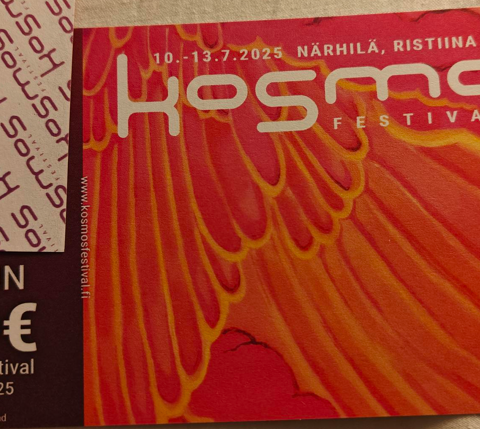 10.-13.7.2025 NÄRHILÄ, RISTIINA
kosmo
FESTIVA
www.kosmosfestival.fi
N
€
tival
25